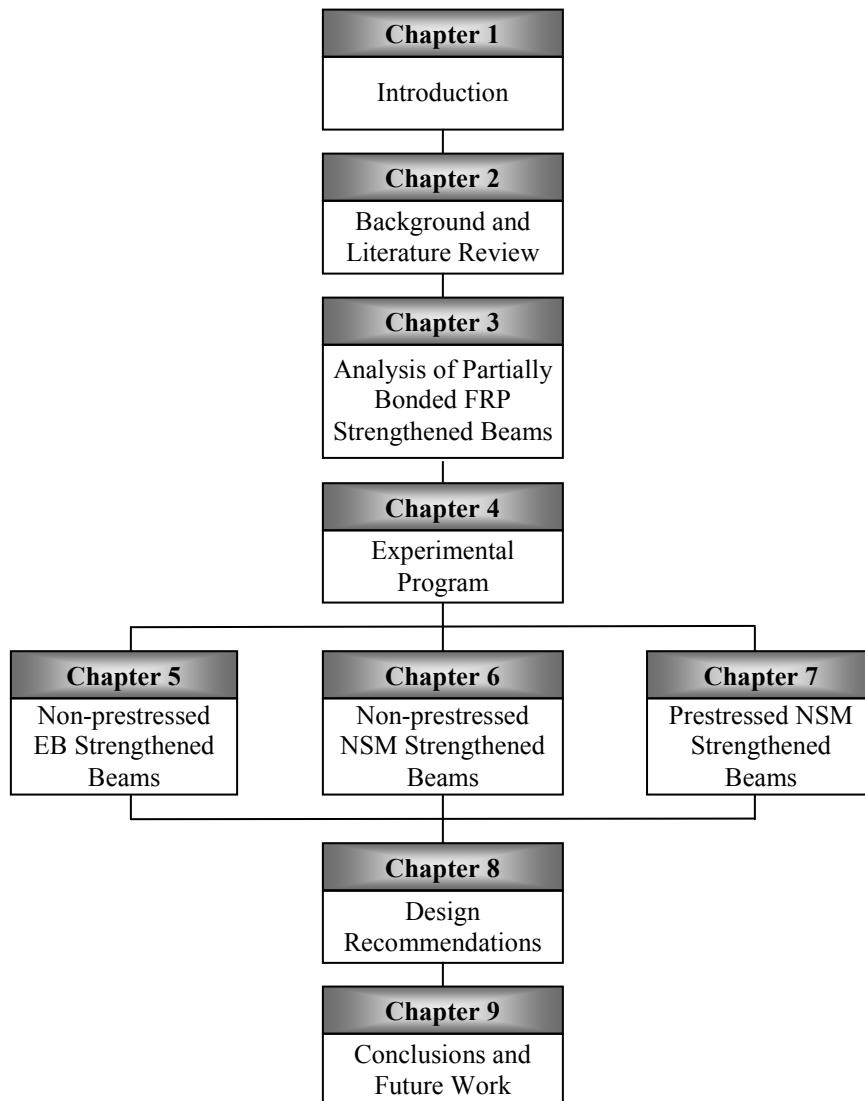 Chapter 1
Introduction
Chapter 2
Background and
Literature Review
Chapter 3
Analysis of Partially
Bonded FRP
Strengthened Beams
Chapter 4
Experimental
Program
Chapter 5
Non-prestressed
EB Strengthened
Beams
Chapter 6
Non-prestressed
NSM Strengthened
Beams
Chapter 7
Prestressed NSM
Strengthened
Beams
Chapter 8
Design
Recommendations
Chapter 9
Conclusions and
Future Work